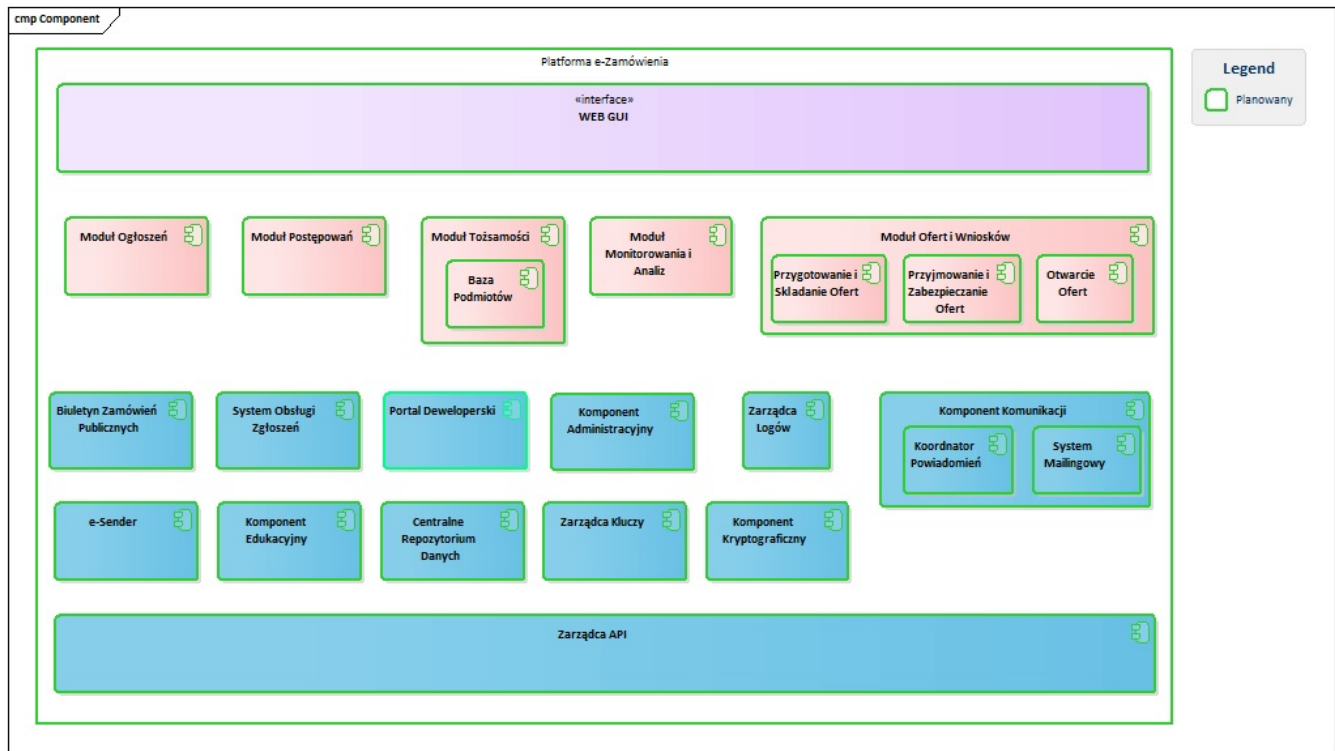 cmp Component
Platforma e-Zamówienia
Legend
Planowany
«interface»
WEB GUI
Moduł Ogłoszeń
Moduł Postępowań
Moduł Tożsamości
Baza
Podmiotów
Moduł
Monitorowania i
Analiz
Moduł Ofert i Wniosków
Przygotowanie i
Skladanie Ofert
Przyjmowanie i
Zabezpieczanie
Ofert
Otwarcie
Ofert
Biuletyn Zamówień
Publicznych
System Obsługi
Zgłoszeń
Portal Deweloperski
Komponent
Administracyjny
Zarządca
Logów
Komponent Komunikacji
Koordnator
Powiadomień
System
Mailingowy
e-Sender
Komponent
Edukacyjny
Centralne
Repozytorium
Danych
Zarządca Kluczy
Komponent
Kryptograficzny
Zarządca API